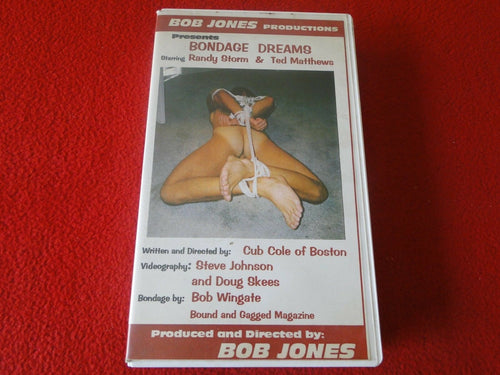 BOB JONES PRODUCTIONS
Presents
BONDAGE DREAMS
Starring Randy Storm & Ted Matthews
Written and Directed by: Cub Cole of Boston
Videography: Steve Johnson
and Doug Skees
Bondage by: Bob Wingate
Bound and Gagged Magazine
Produced and Directed by:
BOB JONES